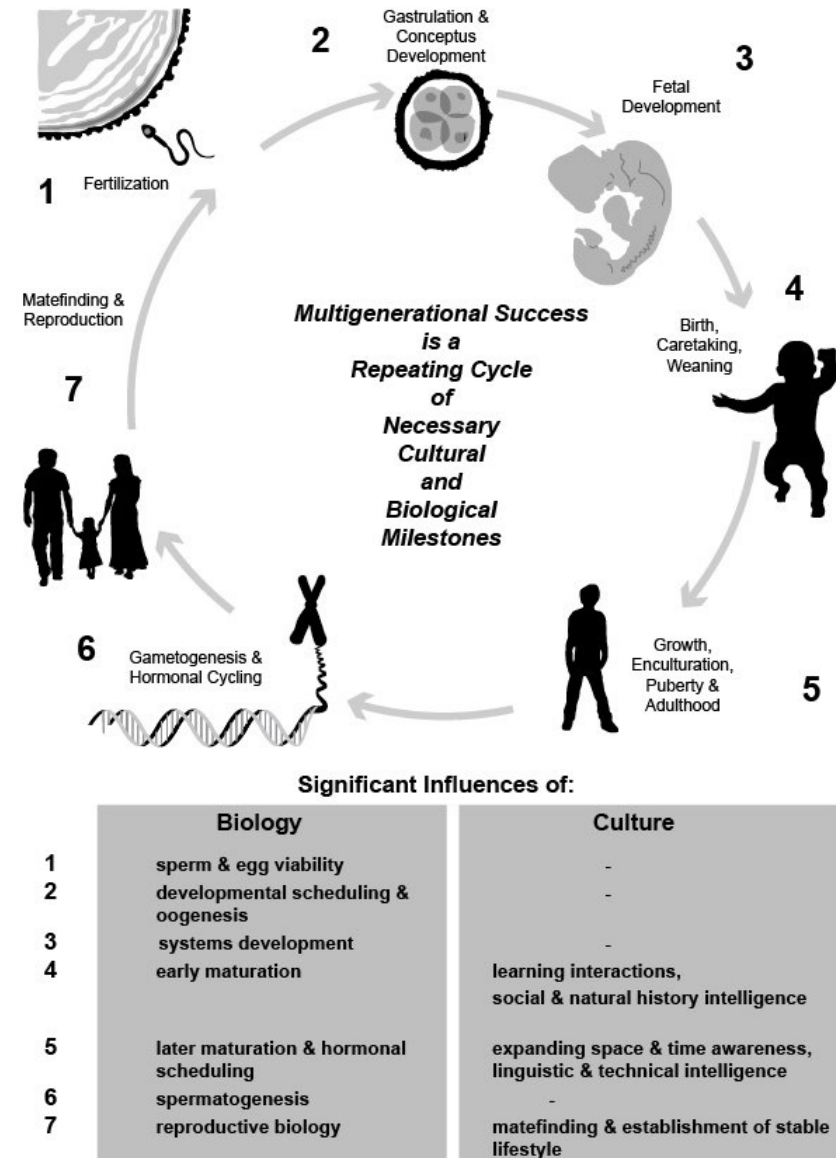 2
Gastrulation &
Conceptus
Development
3
Fetal
Development
1
Fertilization
4
Birth,
Caretaking,
Weaning
Matefinding &
Reproduction
7
Multigenerational Success
is a
Repeating Cycle
of
Necessary
Cultural
and
Biological
Milestones
6
Gametogenesis &
Hormonal Cycling
Growth,
Enculturation,
Puberty &
Adulthood
5
Significant Influences of:
Biology
Culture
1 sperm & egg viability -
2 developmental scheduling & -
oogenesis
3 systems development -
4 early maturation learning interactions,
social & natural history intelligence
5 later maturation & hormonal expanding space & time awareness,
scheduling linguistic & technical intelligence
6 spermatogenesis -
7 reproductive biology matefinding & establishment of stable
lifestyle